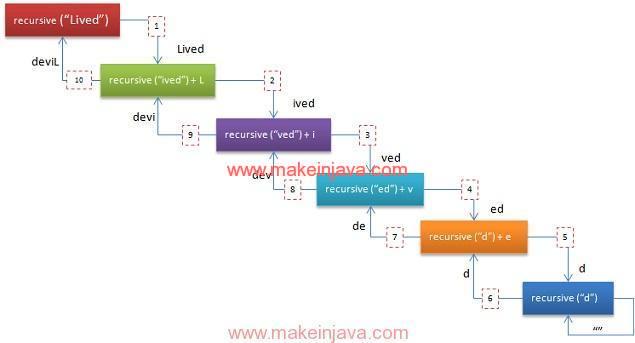 recursive (“Lived”)
1
Lived
deviL
10
recursive (“ived”) + L
2
ived
devi
9
recursive (“ved”) + i
3
ved
www.makeinjava.com
dev
8
recursive (“ed”) + v
4
ed
de
7
recursive (“d”) + e
5
d
d
6
recursive (“d”)
“”
www.makeinjava.com